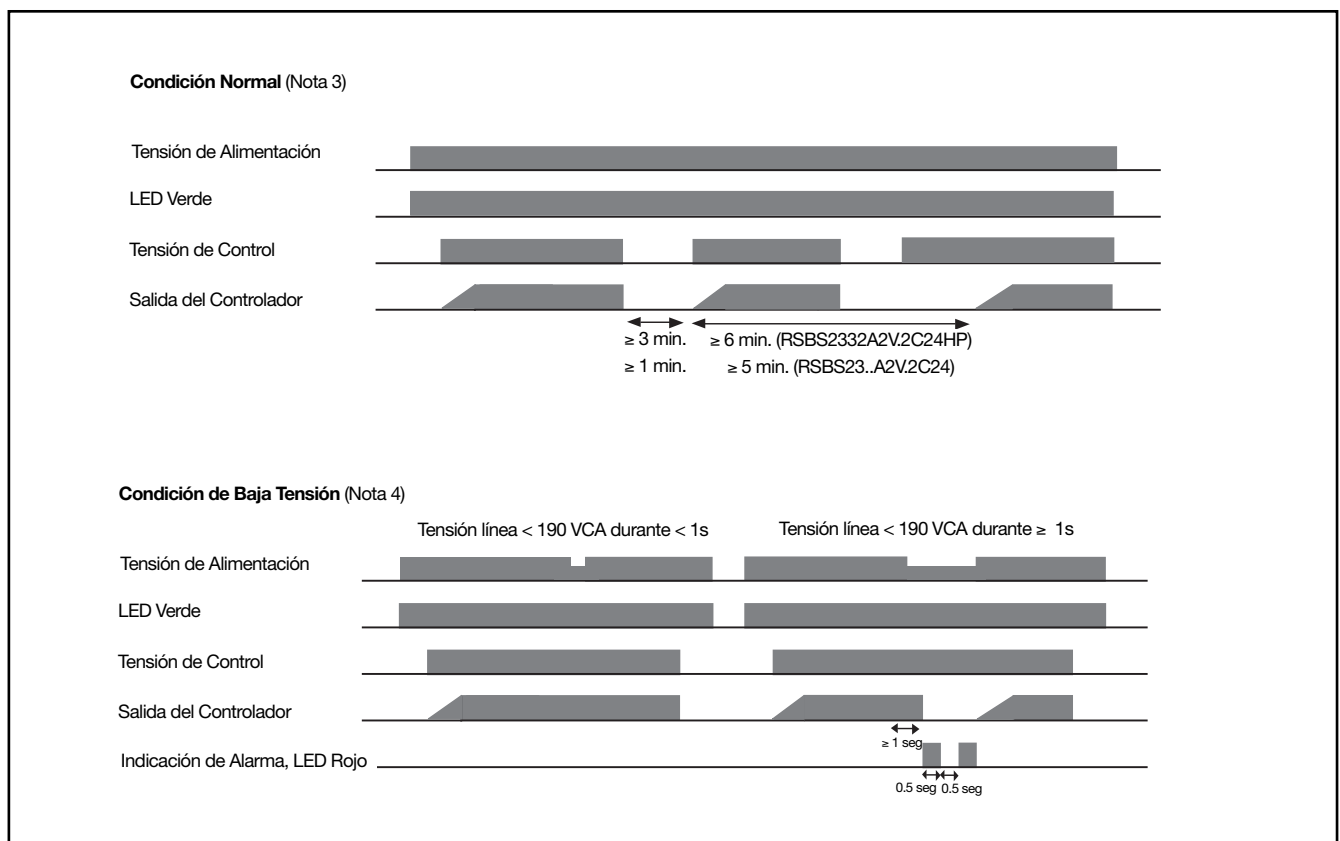 Condición Normal (Nota 3)
Tensión de Alimentación
LED Verde
Tensión de Control
Salida del Controlador
≥ 3 min. ≥ 6 min. (RSBS2332A2V.2C24HP)
≥ 1 min. ≥ 5 min. (RSBS23..A2V.2C24)
Condición de Baja Tensión (Nota 4)
Tensión línea < 190 VCA durante < 1s Tensión línea < 190 VCA durante ≥ 1s
Tensión de Alimentación
LED Verde
Tensión de Control
Salida del Controlador
≥ 1 seg
Indicación de Alarma, LED Rojo
0.5 seg 0.5 seg